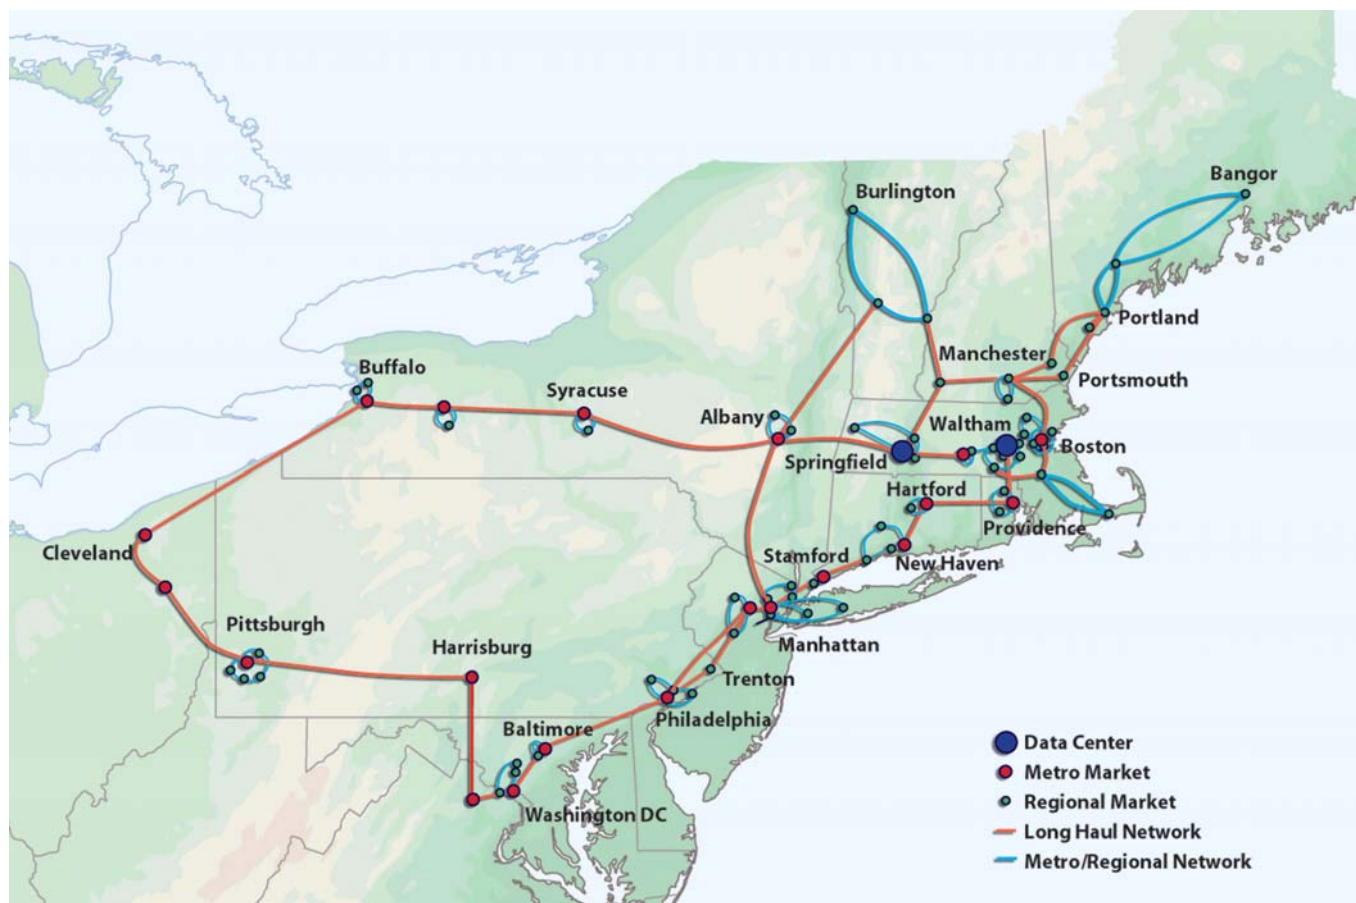 Bangor
Burlington
Portland
Manchester
Buffalo
Portsmouth
Syracuse
Albany
Waltham
Boston
Springfield
Hartford
Providence
Cleveland
Stamford
New Haven
Pittsburgh
Harrisburg
Manhattan
Trenton
Philadelphia
Baltimore
Washington DC
Data Center
Metro Market
Regional Market
Long Haul Network
Metro/Regional Network